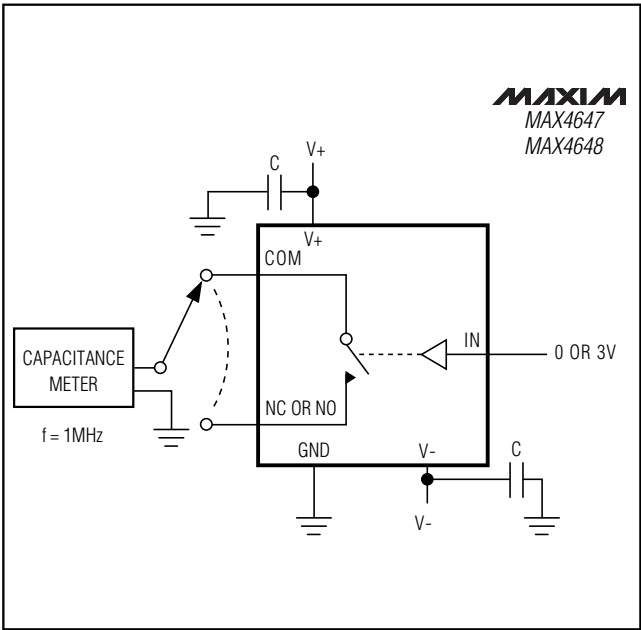 MAXIM
MAX4647
MAX4648
V+
C
V+
COM
IN
0 OR 3V
CAPACITANCE
METER
NC OR NO
f = 1MHz
GND
V-
C
V-